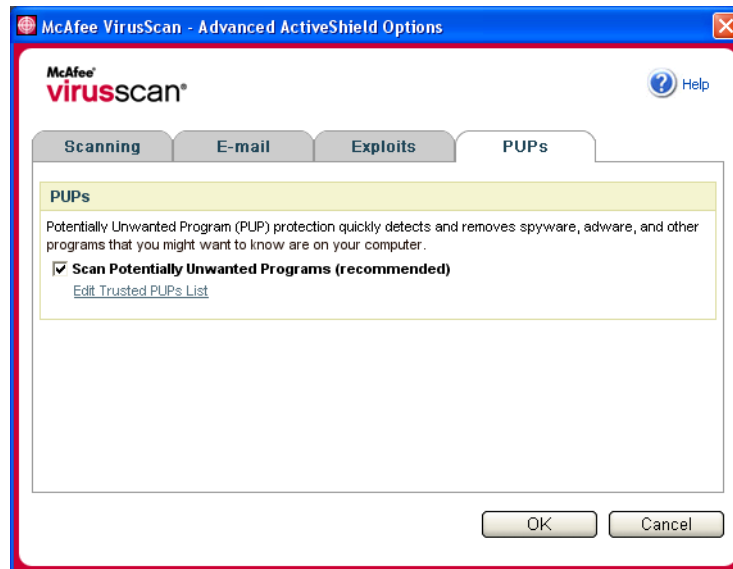 McAfee VirusScan - Advanced ActiveShield Options
McAfee®
virusscan®
Help
Scanning
E-mail
Exploits
PUPs
PUPs
Potentially Unwanted Program (PUP) protection quickly detects and removes spyware, adware, and other
programs that you might want to know are on your computer.
Scan Potentially Unwanted Programs (recommended)
Edit Trusted PUPs List
OK
Cancel